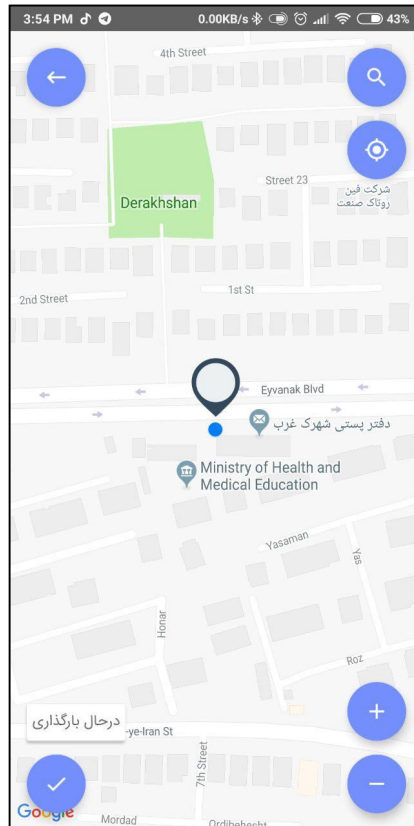 3:54 PM
0.00KB/s
43%
4th Street
Street 23
شرکت فین
روناک صنعت
Derakhshan
1st St
2nd Street
Eyvanak Blvd
دفتر پستی شهرک غرب
Ministry of Health and
Medical Education
Yasaman
Yas
Honar
Roz
درحال بارگذاری
-ye-Iran St
7th Street
Google
Mordad
Ordibehesht